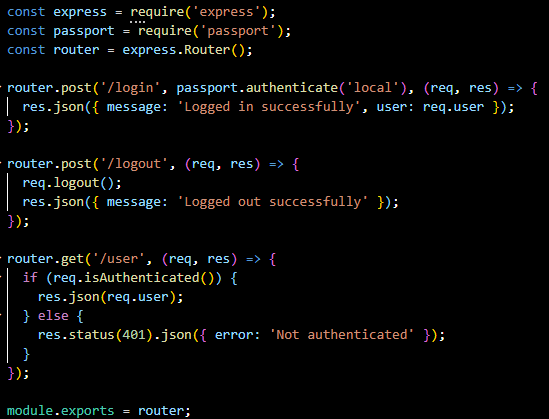 const express = require('express');
const passport = require('passport');
const router = express.Router();

router.post('/login', passport.authenticate('local'), (req, res) => {
  res.json({ message: 'Logged in successfully', user: req.user });
});

router.post('/logout', (req, res) => {
  req.logout();
  res.json({ message: 'Logged out successfully' });
});

router.get('/user', (req, res) => {
  if (req.isAuthenticated()) {
    res.json(req.user);
  } else {
    res.status(401).json({ error: 'Not authenticated' });
  }
});

module.exports = router;